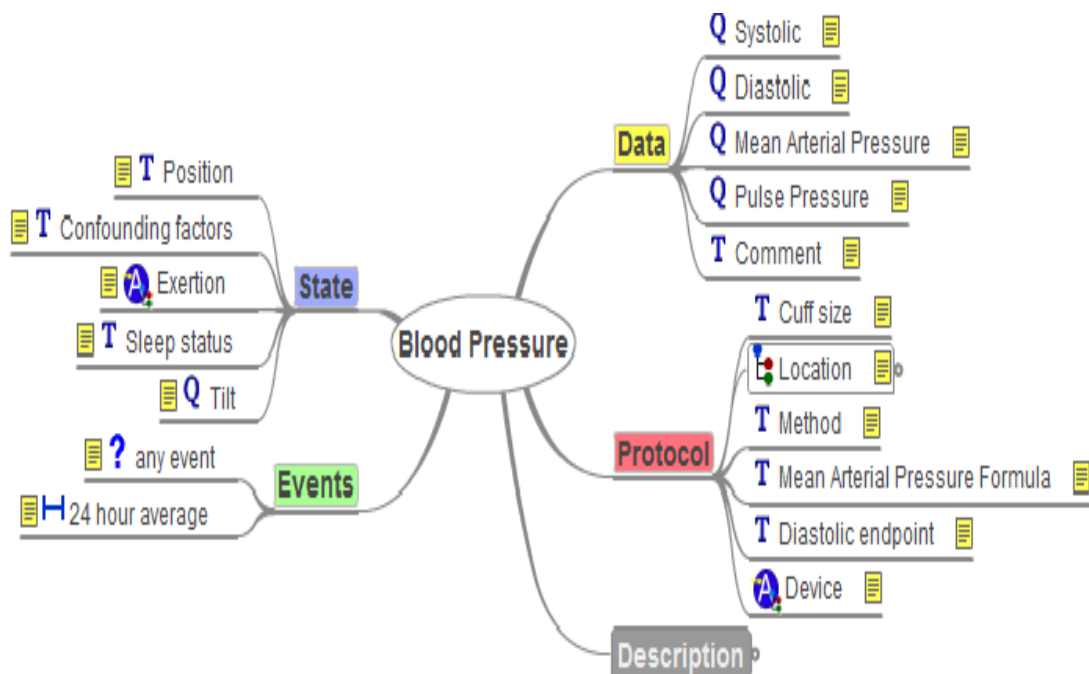 Blood Pressure
Data
Q Systolic
Q Diastolic
Q Mean Arterial Pressure
Q Pulse Pressure
T Comment
Protocol
T Cuff size
Location
T Method
T Mean Arterial Pressure Formula
T Diastolic endpoint
A Device
Description
State
T Position
T Confounding factors
A Exertion
T Sleep status
Q Tilt
Events
? any event
24 hour average